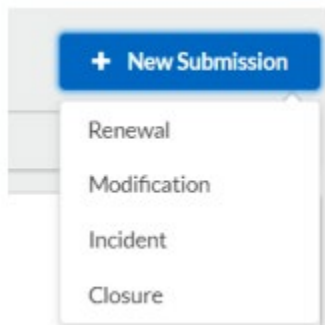 + New Submission
Renewal
Modification
Incident
Closure